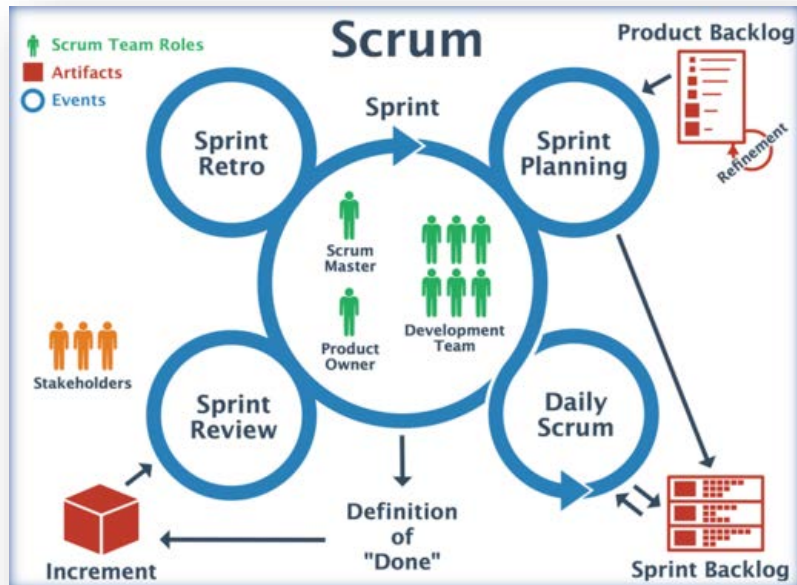 Scrum
Scrum Team Roles
Artifacts
Events
Product Backlog
Refinement
Sprint
Sprint
Retro
Sprint
Planning
Scrum
Master
Product
Owner
Development
Team
Stakeholders
Sprint
Review
Daily
Scrum
Definition
of
"Done"
Increment
Sprint Backlog